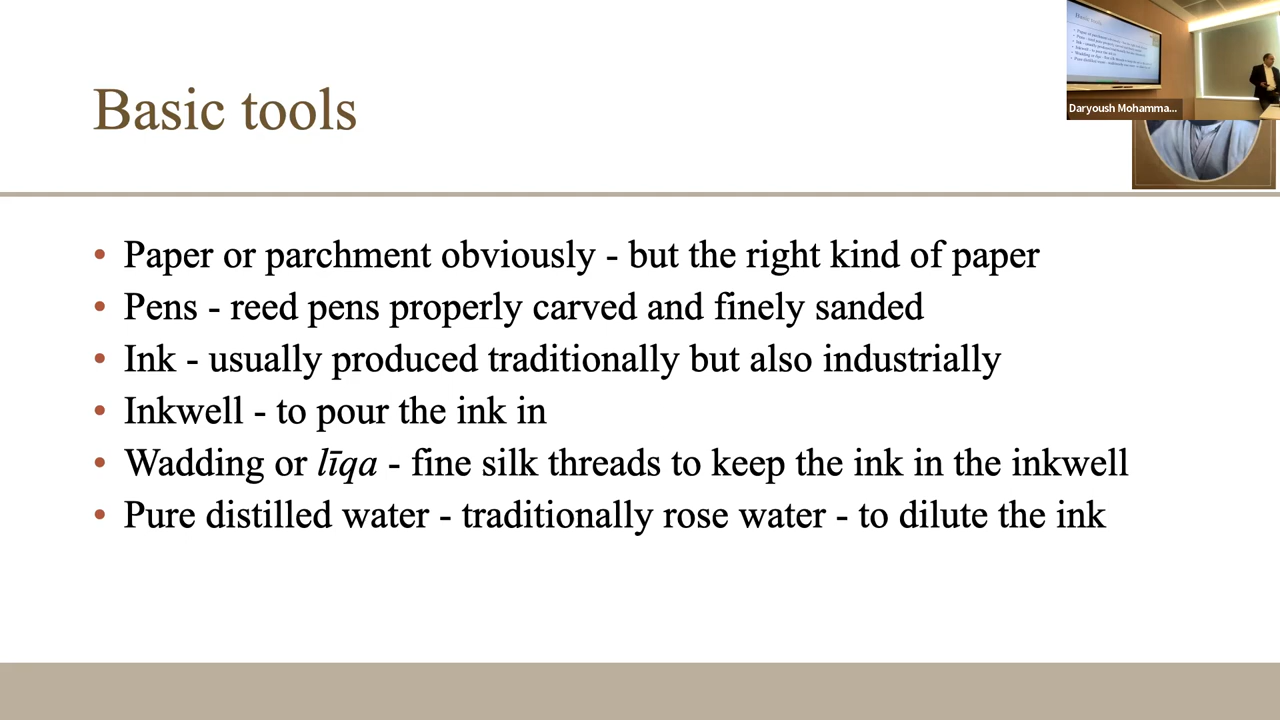 Basic tools
Daryoush Mohamma...
• Paper or parchment obviously - but the right kind of paper
• Pens - reed pens properly carved and finely sanded
• Ink - usually produced traditionally but also industrially
• Inkwell - to pour the ink in
• Wadding or līqa - fine silk threads to keep the ink in the inkwell
• Pure distilled water - traditionally rose water - to dilute the ink